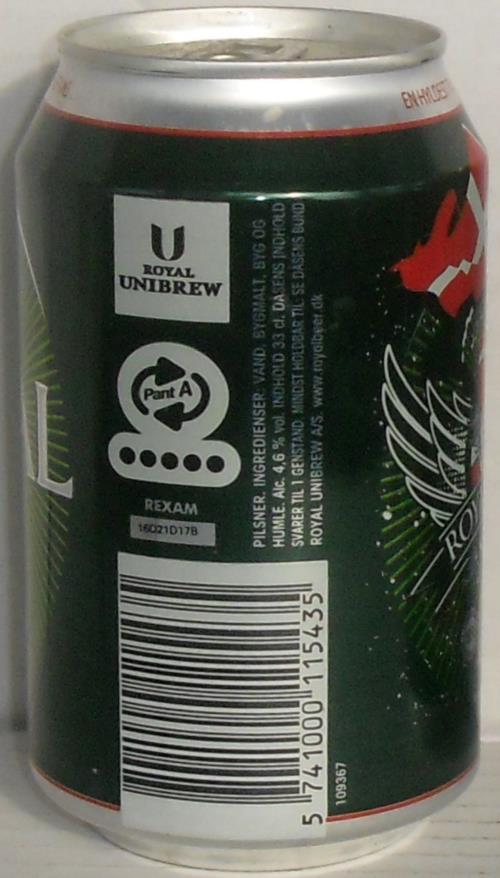 EN HYLDEST
U
ROYAL
UNIBREW
Pant A
REXAM
16D21D17B
PILSNER. INGREDIENSER: VAND, BYGMALT, BYG OG
HUMLE. Alc. 4,6 % vol. INDHOLD 33 cl. DÅSENS INDHOLD
SVARER TIL 1 GENSTAND. MINDST HOLDBAR TIL: SE DÅSENS BUND
ROYAL UNIBREW A/S. www.royalbeer.dk
5 741000 115435
109367
L